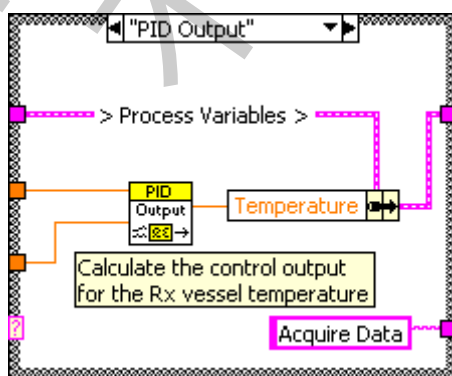 "PID Output"
> Process Variables >
PID
Output
Temperature
Calculate the control output
for the Rx vessel temperature
?
Acquire Data